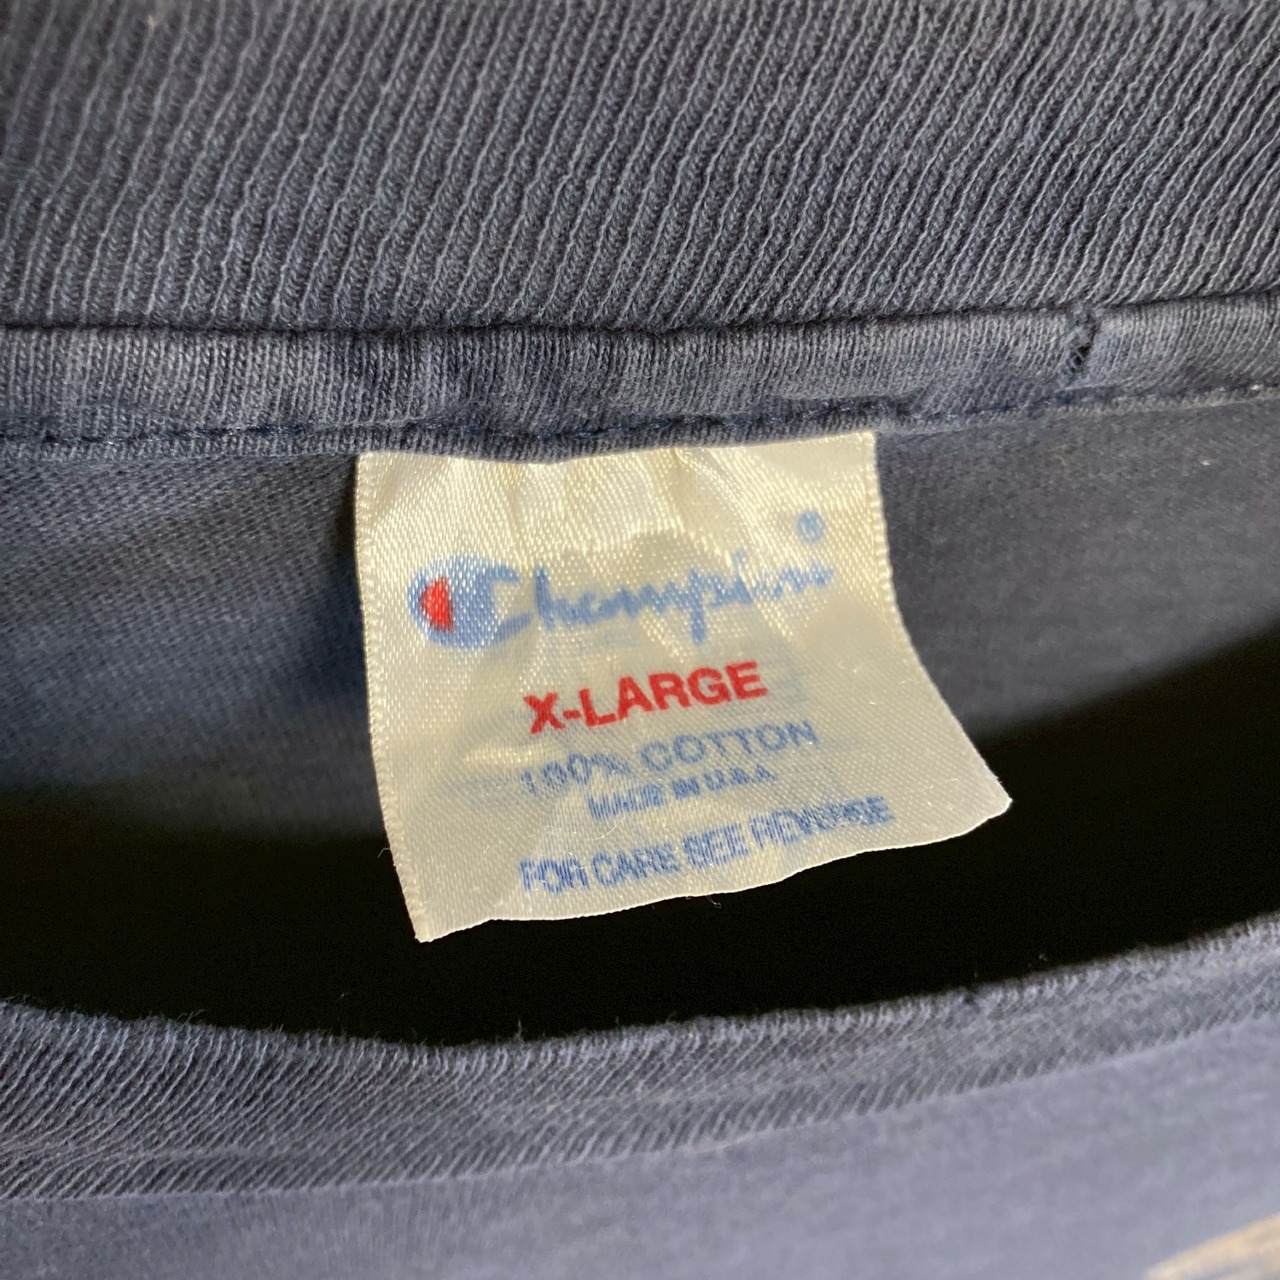 Champion®
X-LARGE
100% COTTON
MADE IN U.S.A.
FOR CARE SEE REVERSE